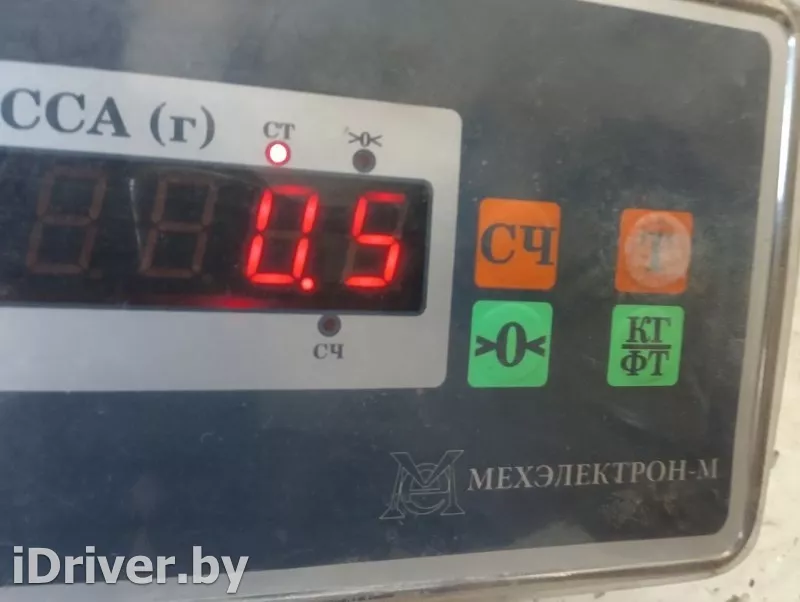 ССА (г)
СТ
>0<
0.5
СЧ
СЧ
Т
>0<
КГ
ФТ
МЕХЭЛЕКТРОН-М
iDriver.by